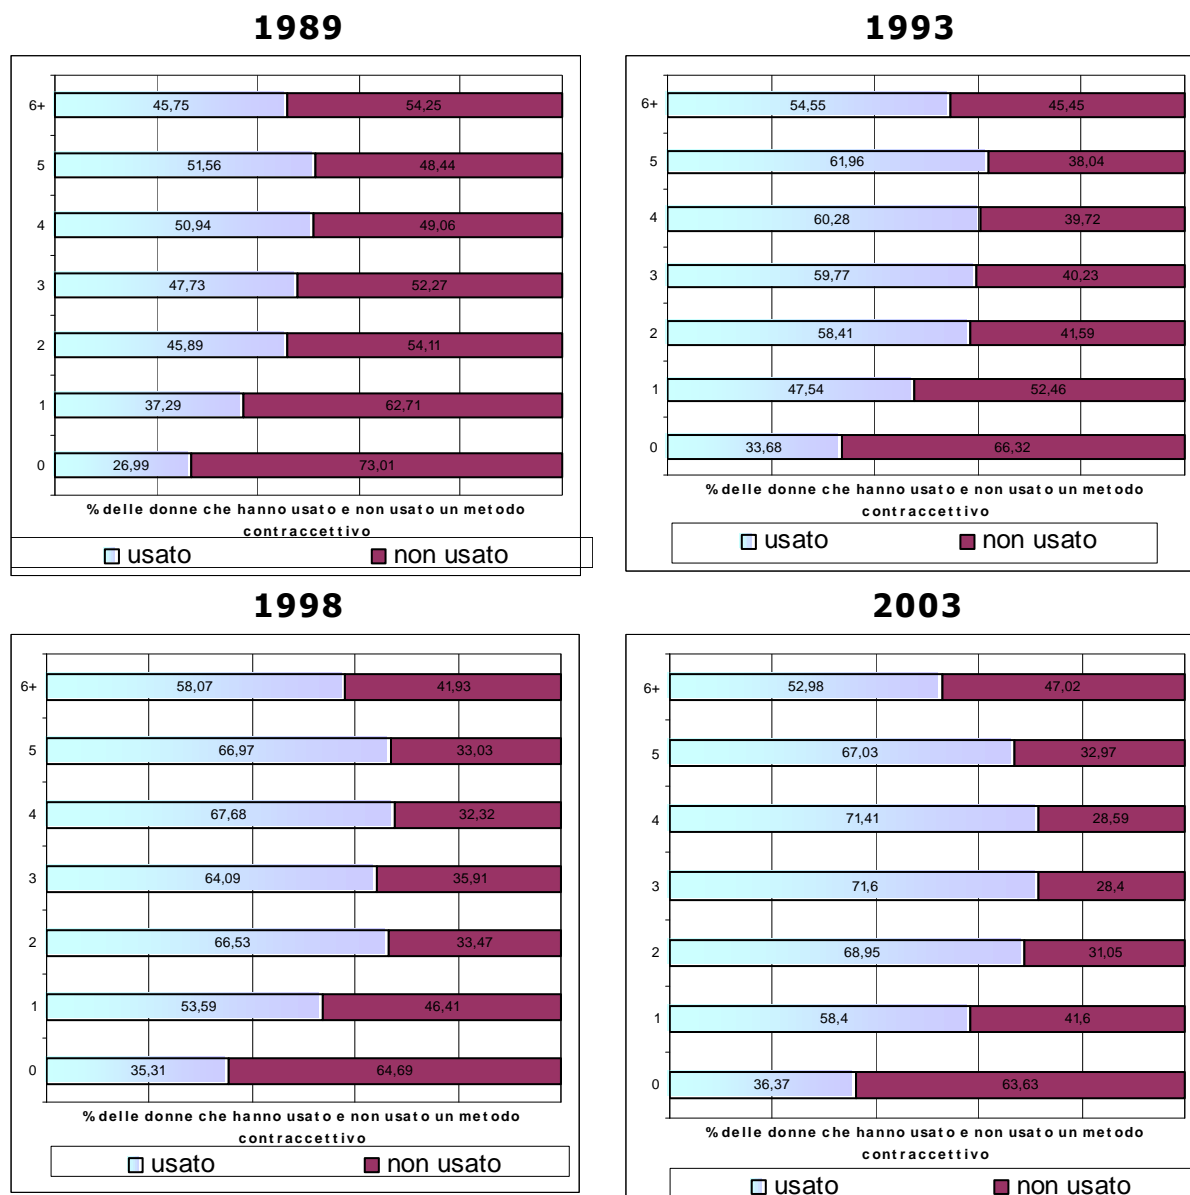 1989
6+ 45,75 54,25
5 51,56 48,44
4 50,94 49,06
3 47,73 52,27
2 45,89 54,11
1 37,29 62,71
0 26,99 73,01
% delle donne che hanno usato e non usato un metodo
contraccettivo
usato non usato
1993
6+ 54,55 45,45
5 61,96 38,04
4 60,28 39,72
3 59,77 40,23
2 58,41 41,59
1 47,54 52,46
0 33,68 66,32
% delle donne che hanno usato e non usato un metodo
contraccettivo
usato non usato
1998
6+ 58,07 41,93
5 66,97 33,03
4 67,68 32,32
3 64,09 35,91
2 66,53 33,47
1 53,59 46,41
0 35,31 64,69
% delle donne che hanno usato e non usato un metodo
contraccettivo
usato non usato
2003
6+ 52,98 47,02
5 67,03 32,97
4 71,41 28,59
3 71,6 28,4
2 68,95 31,05
1 58,4 41,6
0 36,37 63,63
% delle donne che hanno usato e non usato un metodo
contraccettivo
usato non usato